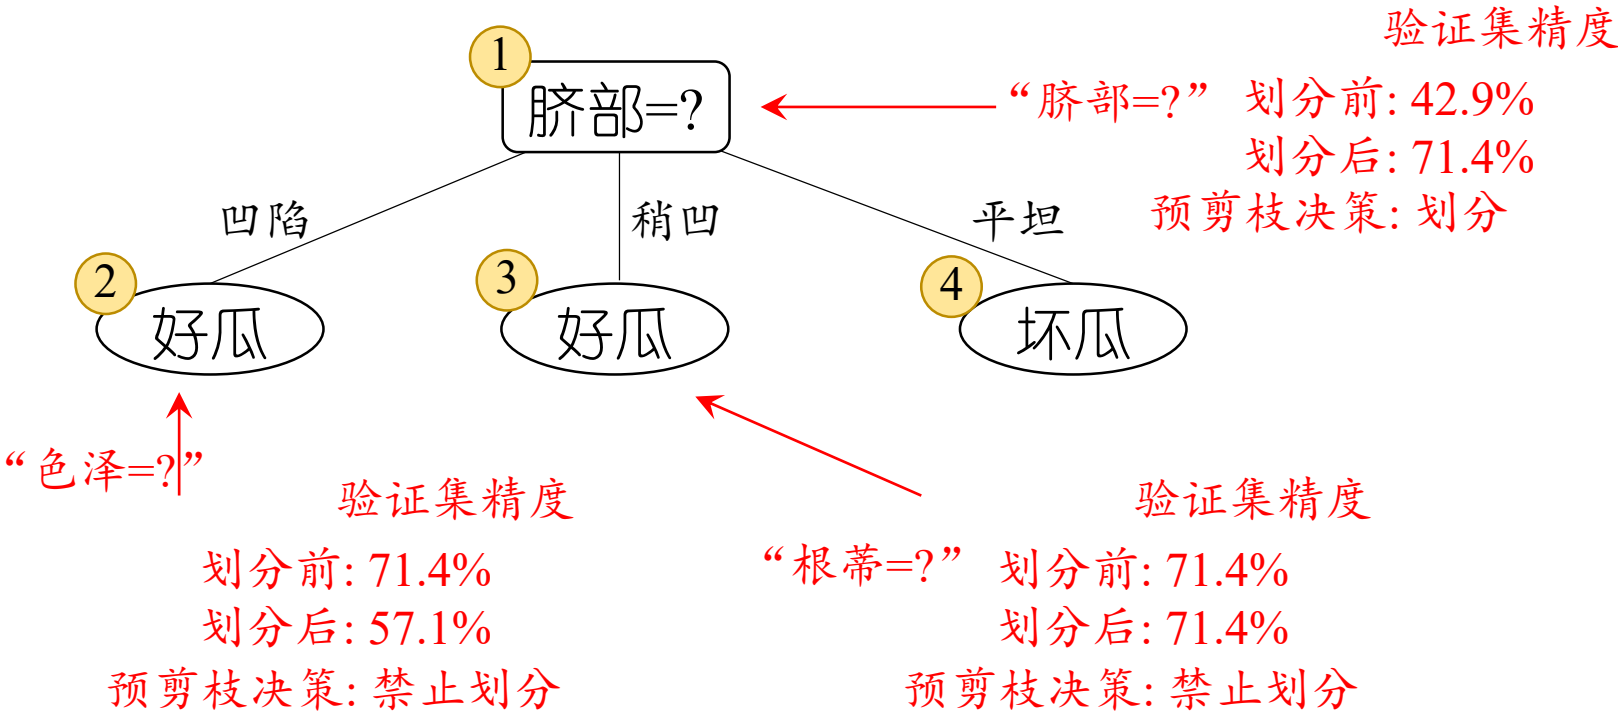 验证集精度
1
脐部=?
“脐部=?” 划分前: 42.9%
划分后: 71.4%
预剪枝决策: 划分
凹陷
稍凹
平坦
2
好瓜
3
好瓜
4
坏瓜
“色泽=?”
验证集精度
划分前: 71.4%
划分后: 57.1%
预剪枝决策: 禁止划分
验证集精度
“根蒂=?” 划分前: 71.4%
划分后: 71.4%
预剪枝决策: 禁止划分